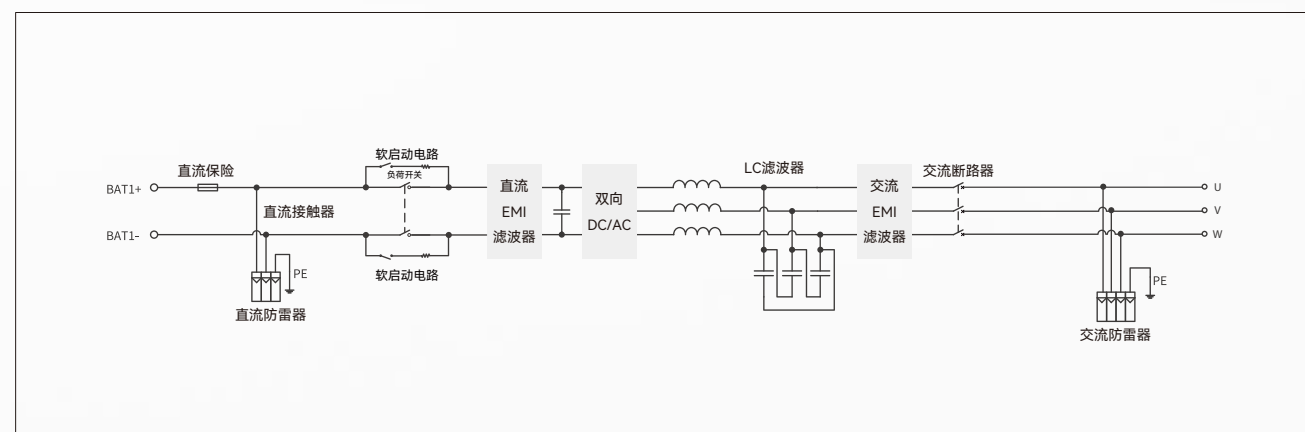 软启动电路
直流保险
负荷开关
LC滤波器
交流断路器
BAT1+
直流
EMI
滤波器
双向
DC/AC
交流
EMI
滤波器
U
直流接触器
V
BAT1-
W
PE
软启动电路
PE
直流防雷器
交流防雷器